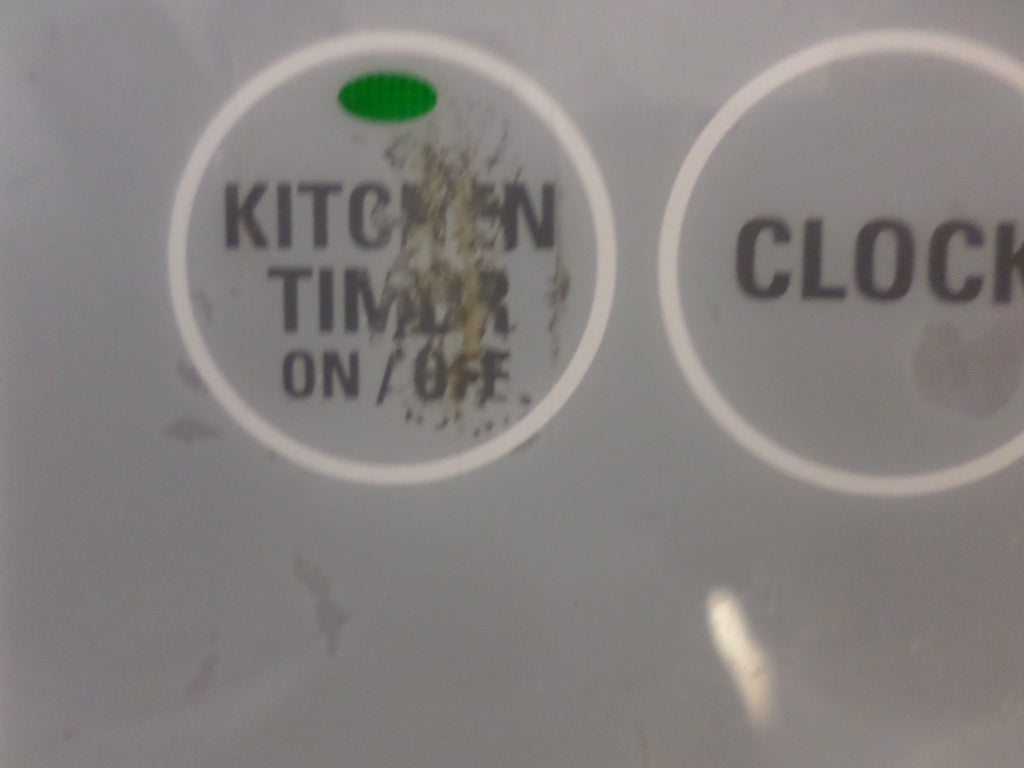 KITCHEN
TIMER
ON / OFF
CLOCK